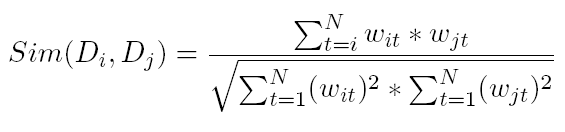 Sim(D_i, D_j) = \frac{\sum_{t=i}^{N} w_{it} * w_{jt}}{\sqrt{\sum_{t=1}^{N} (w_{it})^2 * \sum_{t=1}^{N} (w_{jt})^2}}